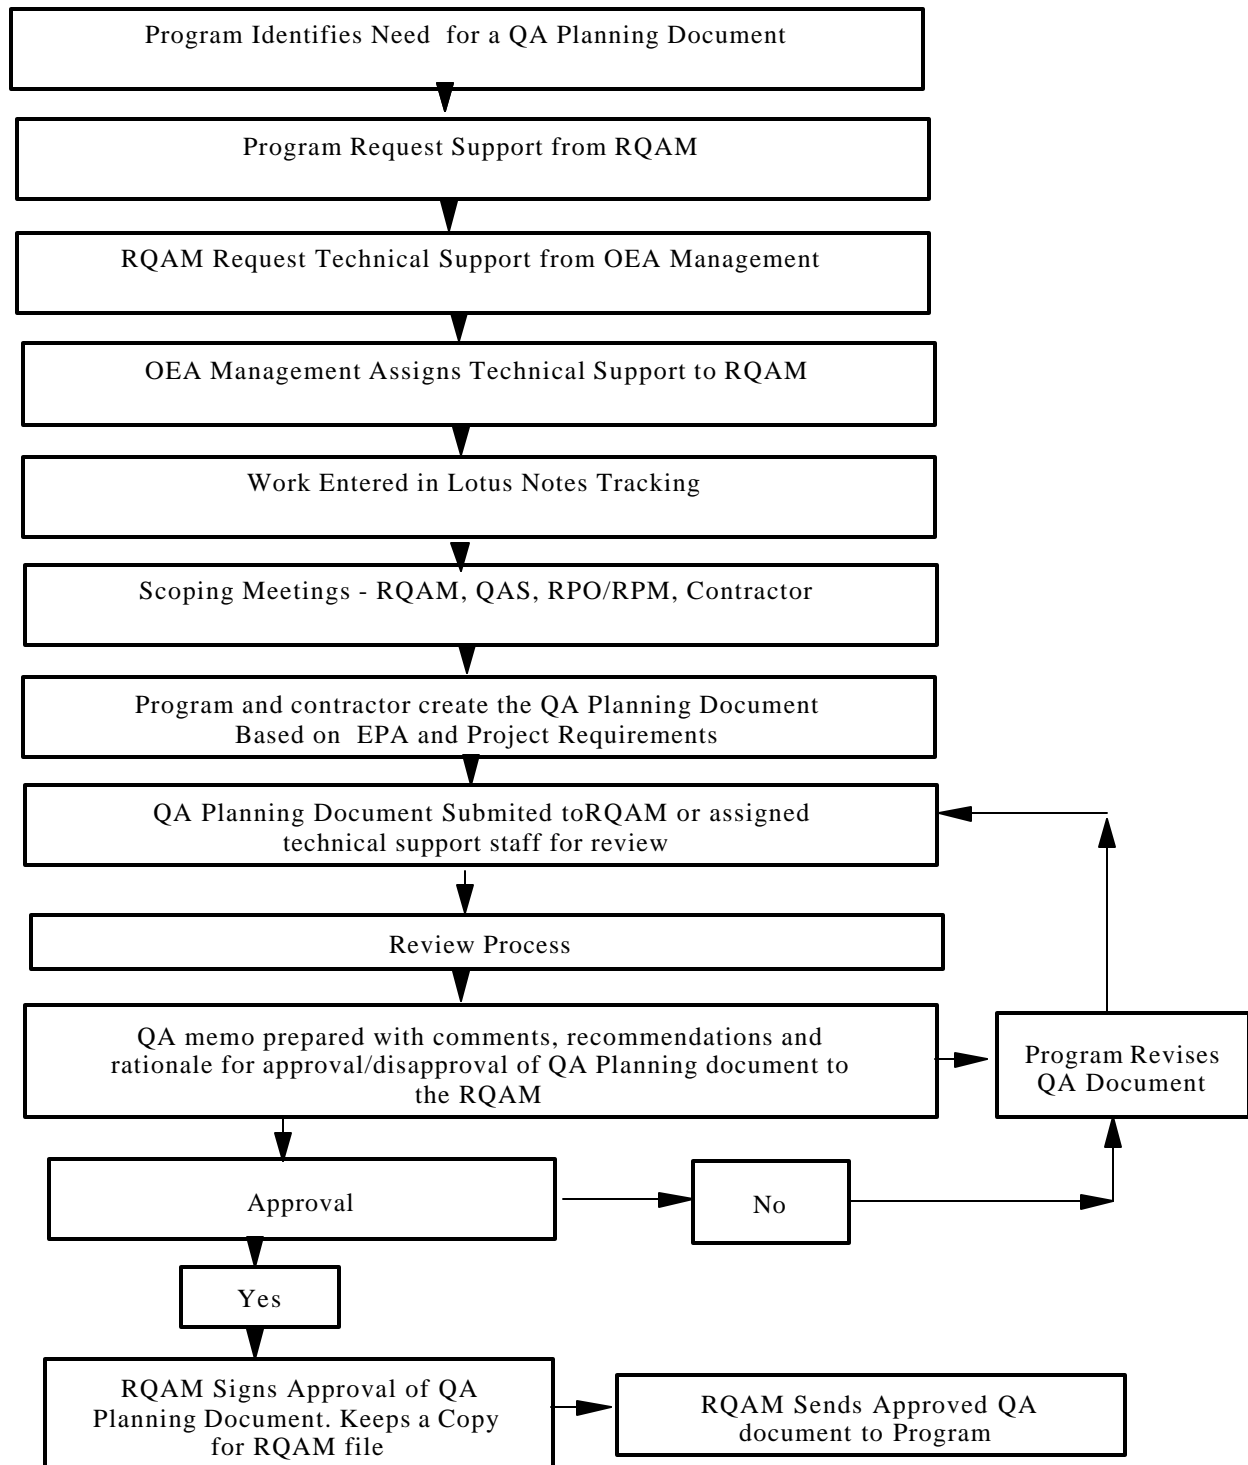 Program Identifies Need for a QA Planning Document
Program Request Support from RQAM
RQAM Request Technical Support from OEA Management
OEA Management Assigns Technical Support to RQAM
Work Entered in Lotus Notes Tracking
Scoping Meetings - RQAM, QAS, RPO/RPM, Contractor
Program and contractor create the QA Planning Document
Based on EPA and Project Requirements
QA Planning Document Submited toRQAM or assigned
technical support staff for review
Review Process
QA memo prepared with comments, recommendations and
rationale for approval/disapproval of QA Planning document to
the RQAM
Program Revises
QA Document
Approval
No
Yes
RQAM Signs Approval of QA
Planning Document. Keeps a Copy
for RQAM file
RQAM Sends Approved QA
document to Program